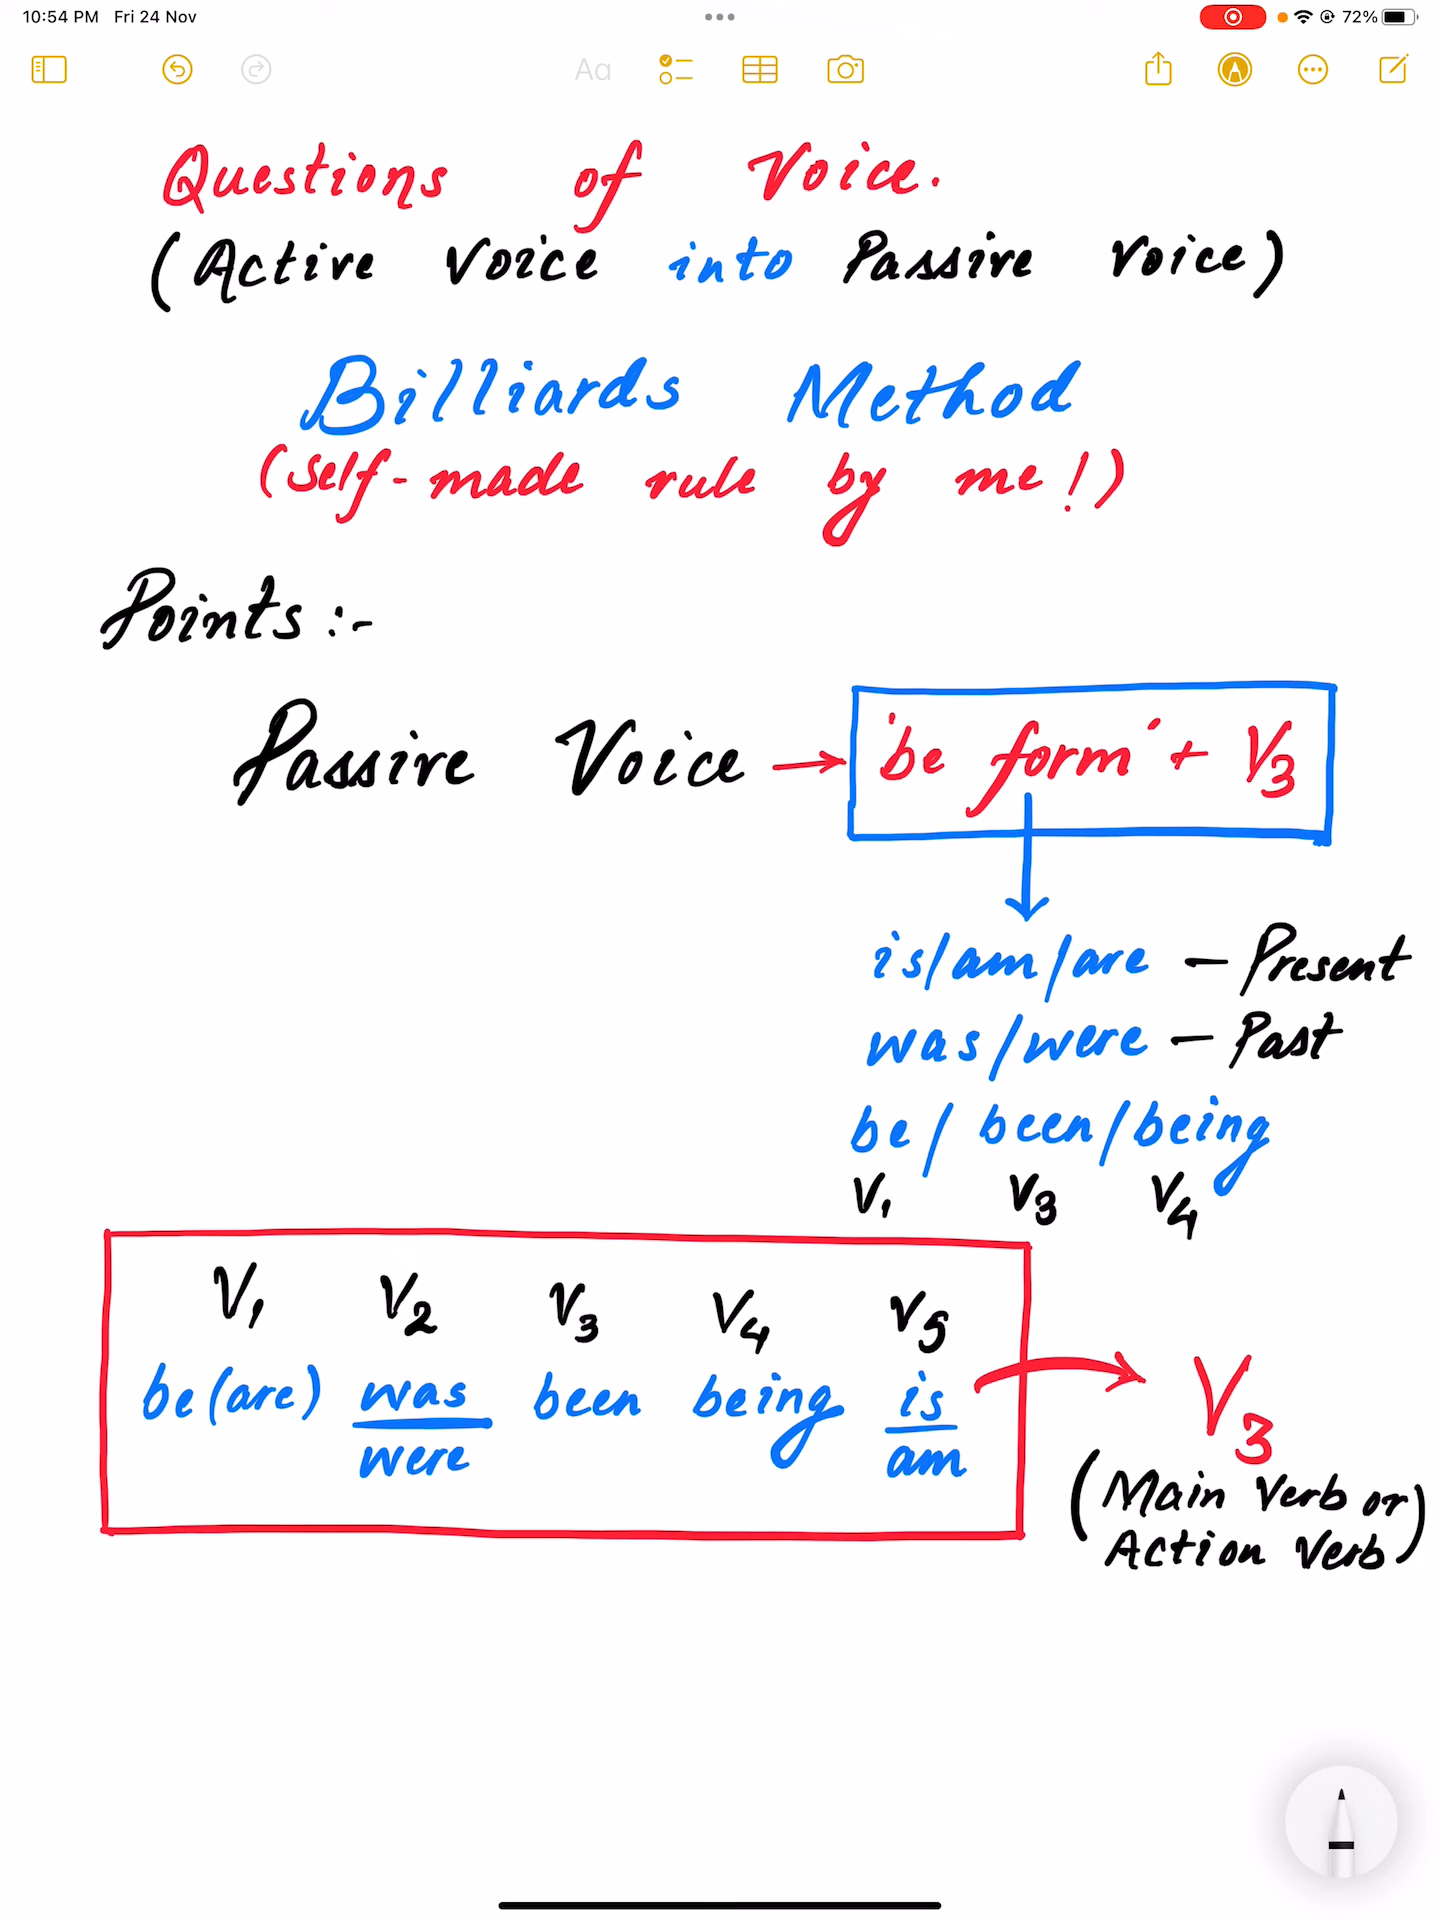 10:54 PM Fri 24 Nov
72%
Aa
Questions of Voice.
(Active Voice into Passive Voice)
Billiards Method
(Self-made rule by me!)
Points :-
Passive Voice → 'be form' + V3
is/am/are — Present
was/were — Past
be/been/being
V1 V3 V4
V1 V2 V3 V4 V5
be(are) was been being is
were am
V3
(Main Verb or
Action Verb)